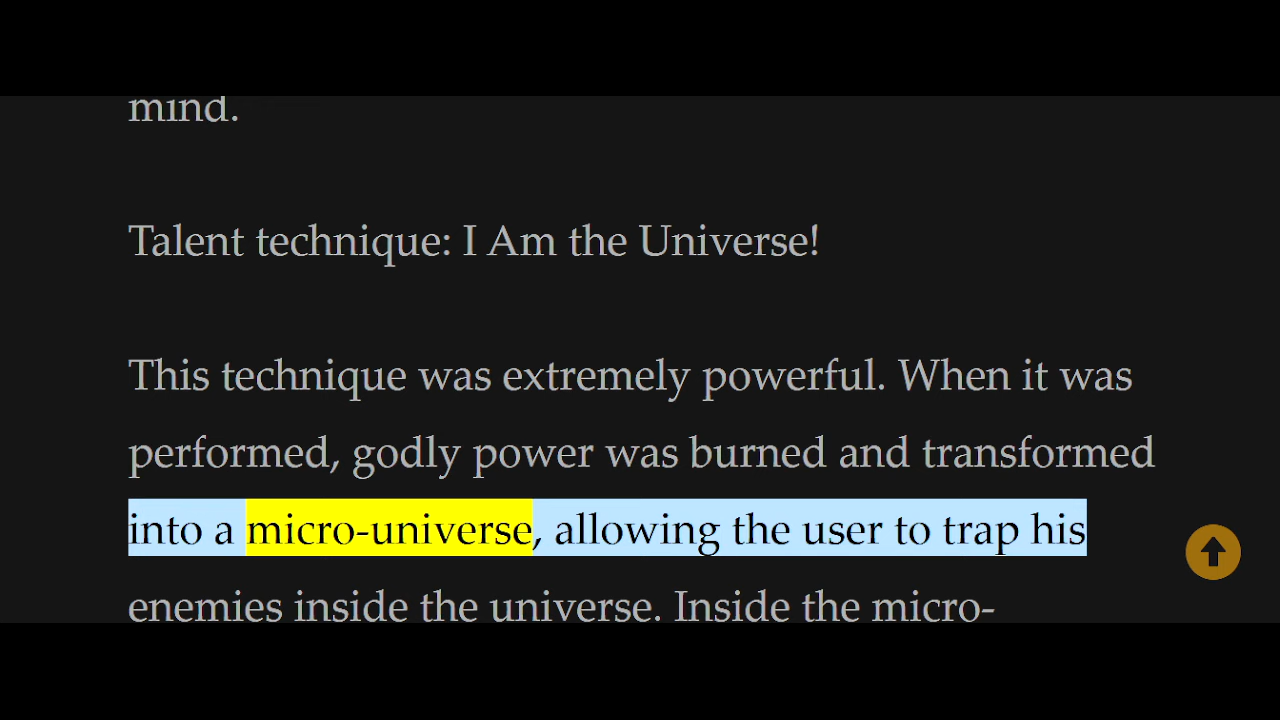 mind.
Talent technique: I Am the Universe!
This technique was extremely powerful. When it was
performed, godly power was burned and transformed
into a micro-universe, allowing the user to trap his
enemies inside the universe. Inside the micro-